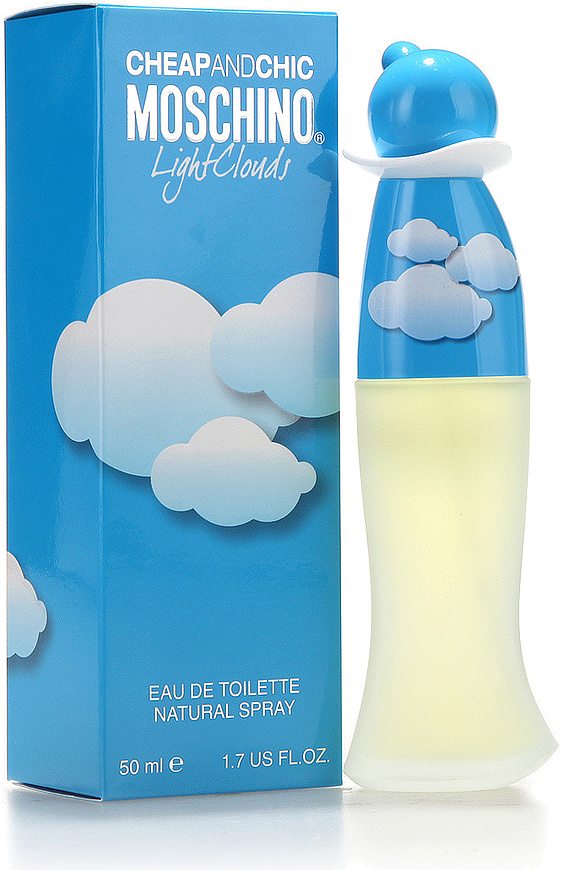 CHEAPANDCHIC
MOSCHINO®
LightClouds
EAU DE TOILETTE
NATURAL SPRAY
50 ml ℮ 1.7 US FL.OZ.